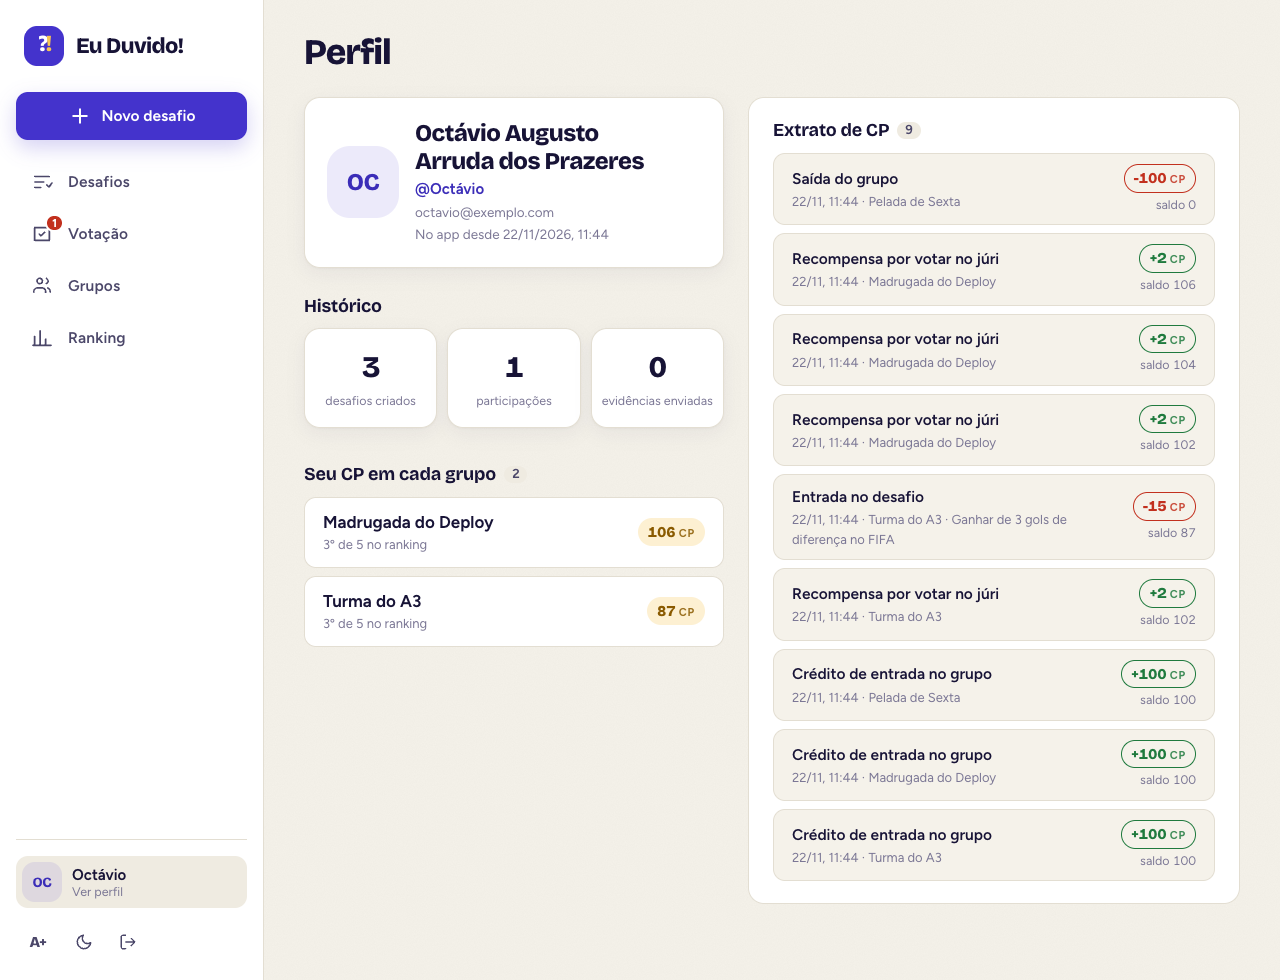 ?!
Eu Duvido!
Novo desafio
Desafios
1
Votação
Grupos
Ranking
OC
Octávio
Ver perfil
A+
Perfil
OC
Octávio Augusto
Arruda dos Prazeres
@Octávio
octavio@exemplo.com
No app desde 22/11/2026, 11:44
Histórico
3
desafios criados
1
participações
0
evidências enviadas
Seu CP em cada grupo 2
Madrugada do Deploy
3º de 5 no ranking
106 CP
Turma do A3
3º de 5 no ranking
87 CP
Extrato de CP 9
Saída do grupo
22/11, 11:44 · Pelada de Sexta
-100 CP
saldo 0
Recompensa por votar no júri
22/11, 11:44 · Madrugada do Deploy
+2 CP
saldo 106
Recompensa por votar no júri
22/11, 11:44 · Madrugada do Deploy
+2 CP
saldo 104
Recompensa por votar no júri
22/11, 11:44 · Madrugada do Deploy
+2 CP
saldo 102
Entrada no desafio
22/11, 11:44 · Turma do A3 · Ganhar de 3 gols de
diferença no FIFA
-15 CP
saldo 87
Recompensa por votar no júri
22/11, 11:44 · Turma do A3
+2 CP
saldo 102
Crédito de entrada no grupo
22/11, 11:44 · Pelada de Sexta
+100 CP
saldo 100
Crédito de entrada no grupo
22/11, 11:44 · Madrugada do Deploy
+100 CP
saldo 100
Crédito de entrada no grupo
22/11, 11:44 · Turma do A3
+100 CP
saldo 100